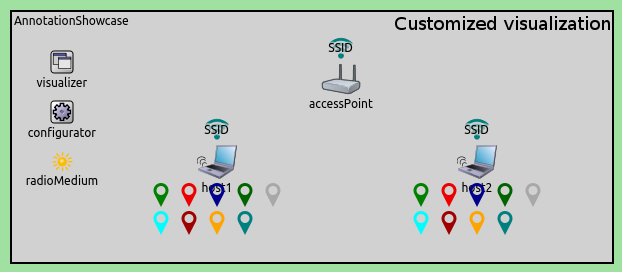 AnnotationShowcase
Customized visualization
visualizer
configurator
radioMedium
SSID
accessPoint
SSID
host1
SSID
host2